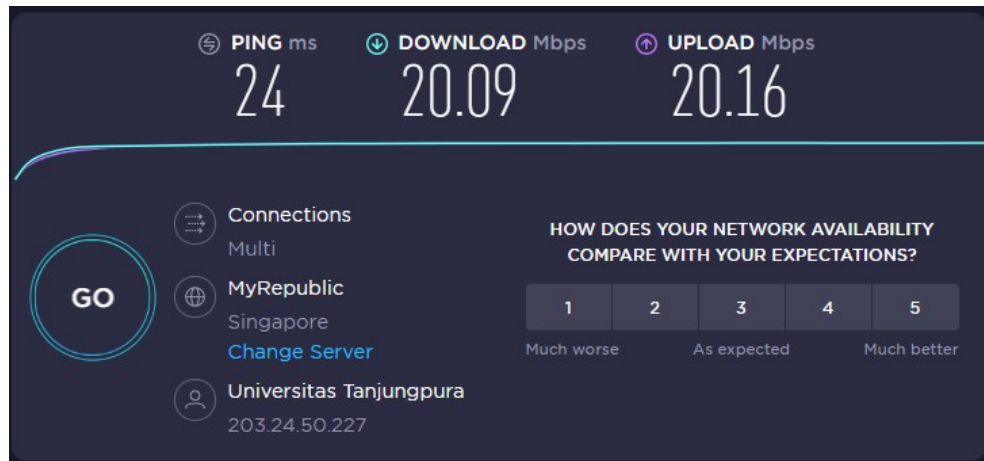 PING ms
24
DOWNLOAD Mbps
20.09
UPLOAD Mbps
20.16
GO
Connections
Multi
MyRepublic
Singapore
Change Server
Universitas Tanjungpura
203.24.50.227
HOW DOES YOUR NETWORK AVAILABILITY
COMPARE WITH YOUR EXPECTATIONS?
1 2 3 4 5
Much worse As expected Much better